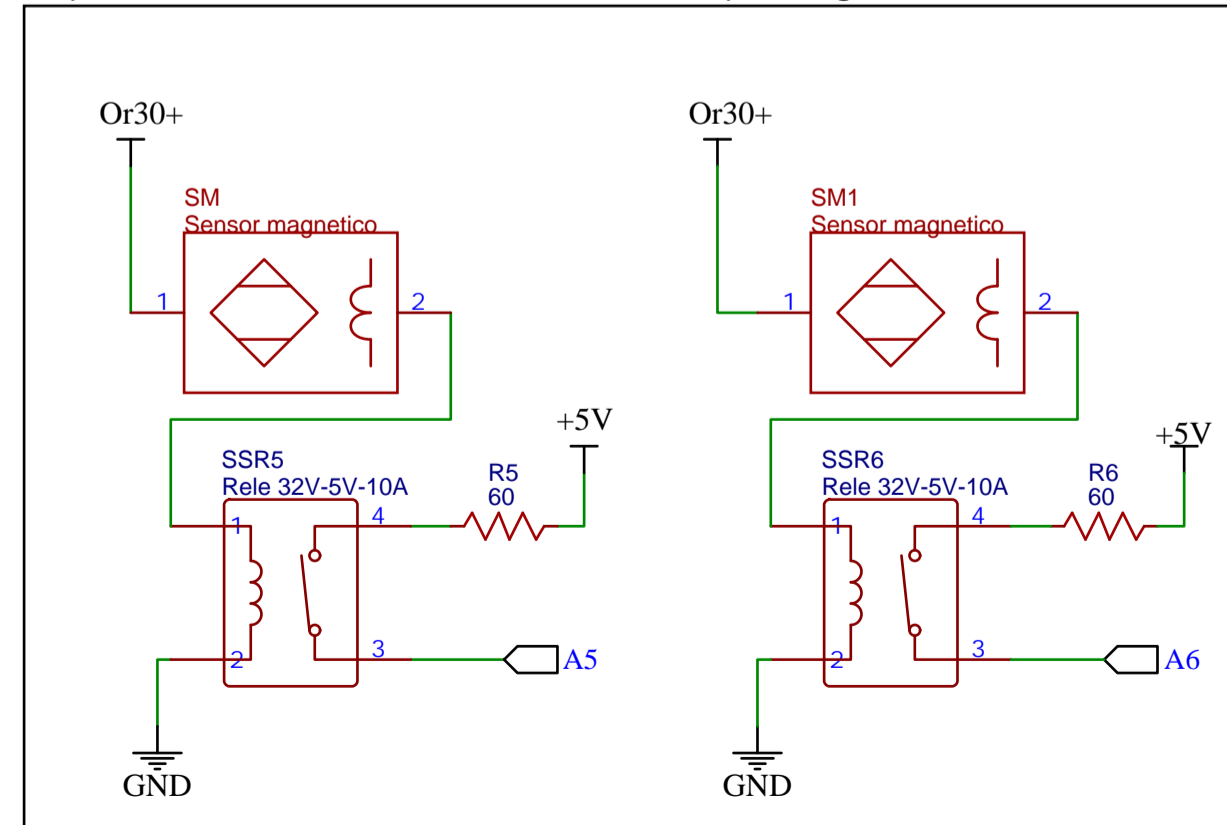 Or30+
SM
Sensor magnetico
1
2
+5V
SSR5
Rele 32V-5V-10A
R5
60
1
4
2
3
A5
GND
Or30+
SM1
Sensor magnetico
1
2
+5V
SSR6
Rele 32V-5V-10A
R6
60
1
4
2
3
A6
GND